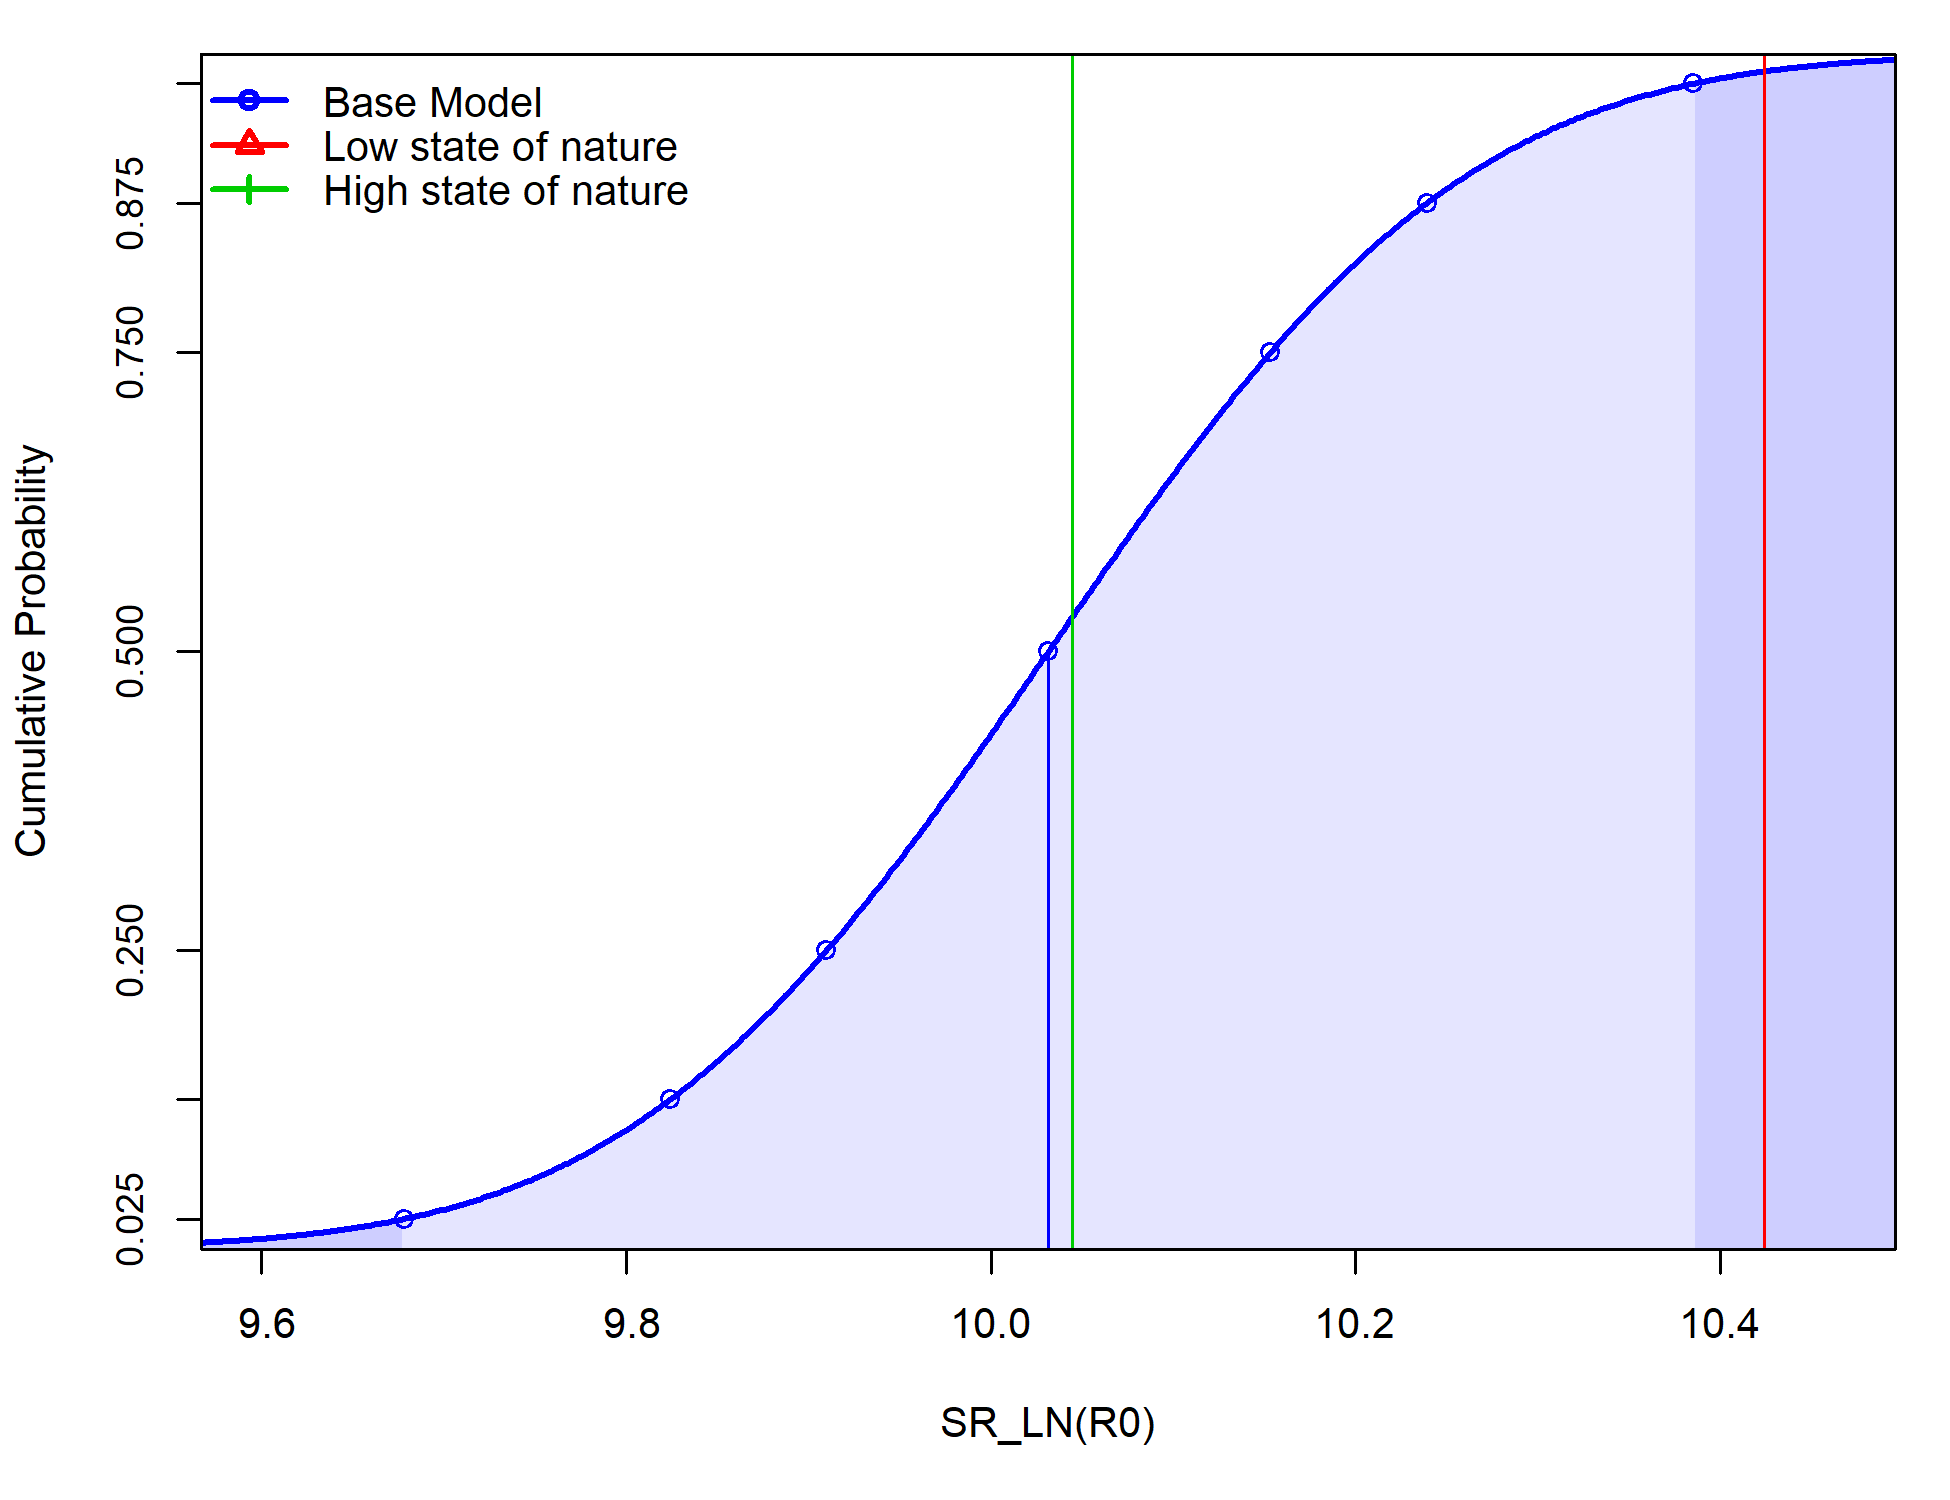 Base Model
Low state of nature
High state of nature
Cumulative Probability
0.875
0.750
0.500
0.250
0.025
9.6
9.8
10.0
10.2
10.4
SR_LN(R0)